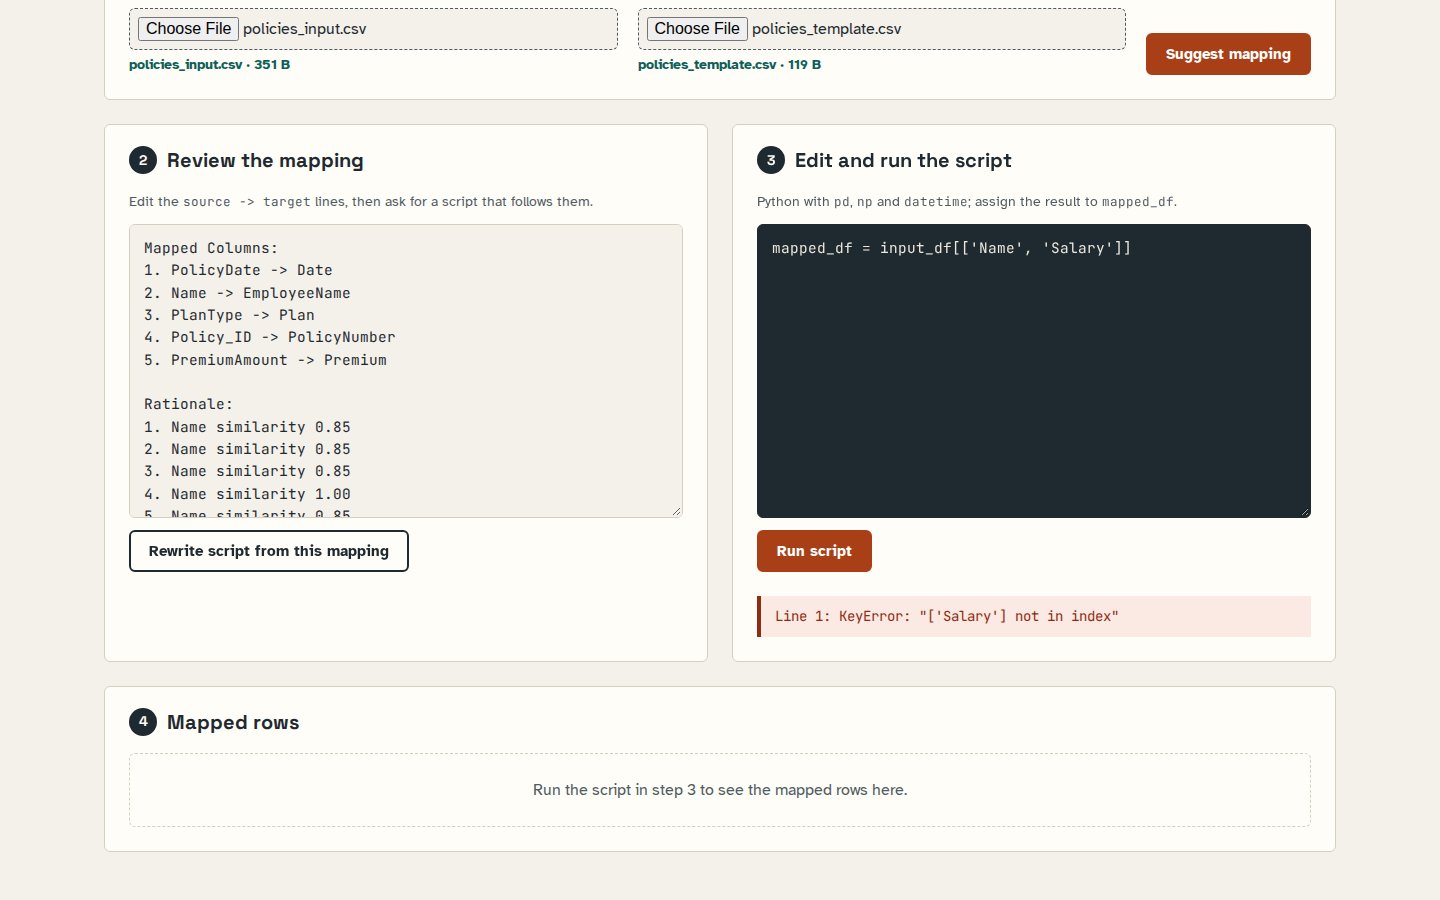 Choose File policies_input.csv
Choose File policies_template.csv
policies_input.csv · 351 B
policies_template.csv · 119 B
Suggest mapping
2 Review the mapping
Edit the source -> target lines, then ask for a script that follows them.
Mapped Columns:
1. PolicyDate -> Date
2. Name -> EmployeeName
3. PlanType -> Plan
4. Policy_ID -> PolicyNumber
5. PremiumAmount -> Premium
Rationale:
1. Name similarity 0.85
2. Name similarity 0.85
3. Name similarity 0.85
4. Name similarity 1.00
5. Name similarity 0.85
Rewrite script from this mapping
3 Edit and run the script
Python with pd, np and datetime; assign the result to mapped_df.
mapped_df = input_df[['Name', 'Salary']]
Run script
Line 1: KeyError: "['Salary'] not in index"
4 Mapped rows
Run the script in step 3 to see the mapped rows here.